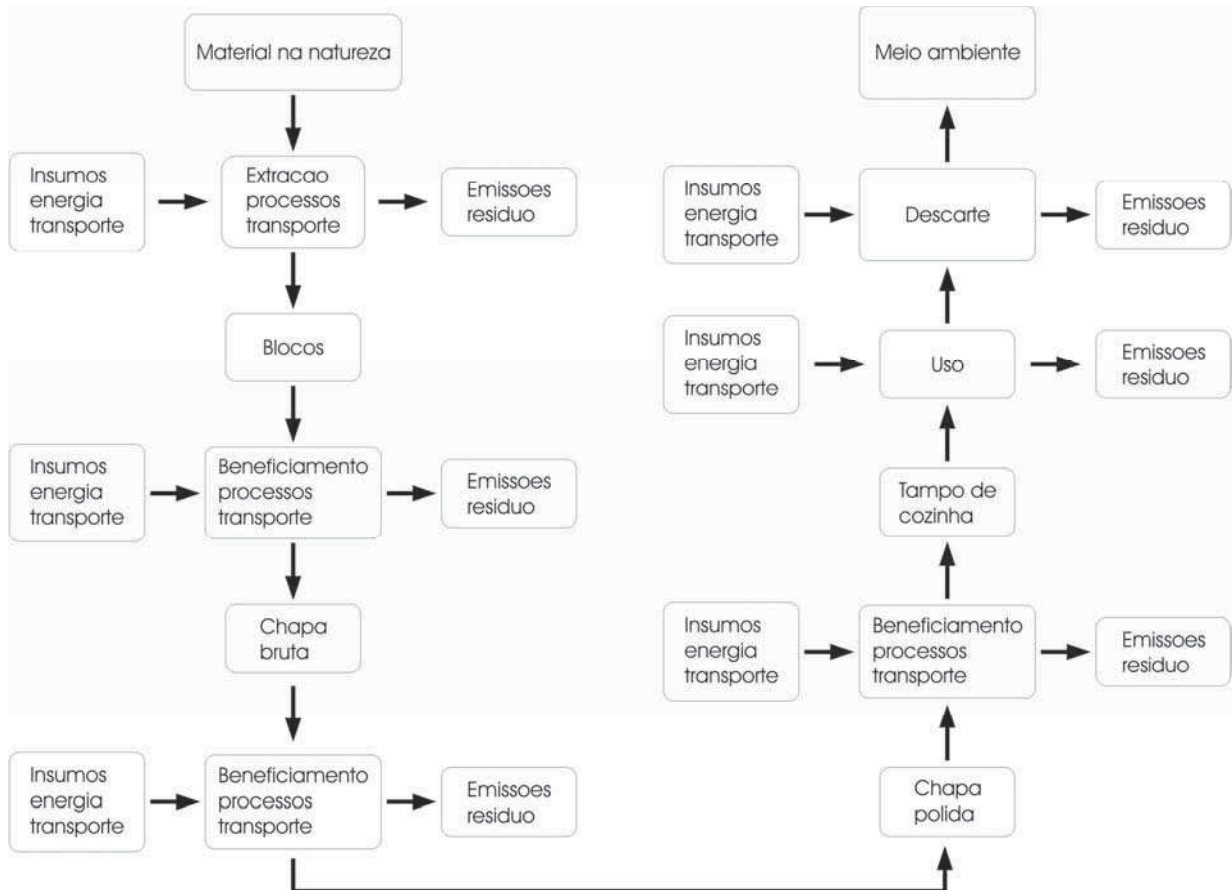 Material na natureza
Insumos
energia
transporte
Extracao
processos
transporte
Emissoes
residuo
Blocos
Insumos
energia
transporte
Beneficiamento
processos
transporte
Emissoes
residuo
Chapa
bruta
Insumos
energia
transporte
Beneficiamento
processos
transporte
Emissoes
residuo
Meio ambiente
Insumos
energia
transporte
Descarte
Emissoes
residuo
Insumos
energia
transporte
Uso
Emissoes
residuo
Tampo de
cozinha
Insumos
energia
transporte
Beneficiamento
processos
transporte
Emissoes
residuo
Chapa
polida